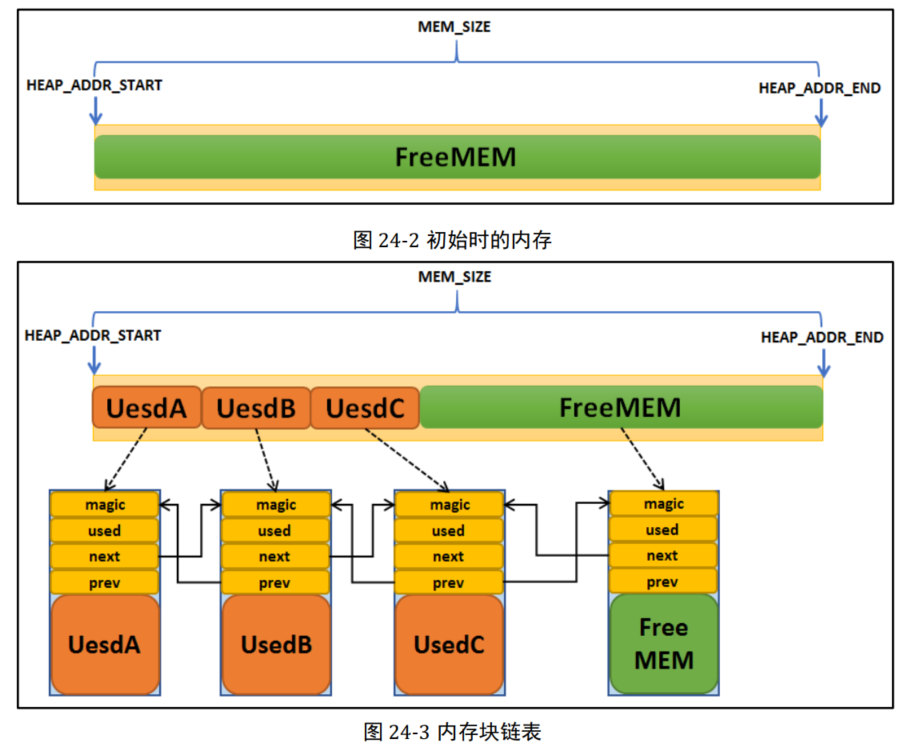 MEM_SIZE
HEAP_ADDR_START
HEAP_ADDR_END
FreeMEM
图 24-2 初始时的内存
MEM_SIZE
HEAP_ADDR_START
HEAP_ADDR_END
UesdA UesdB UesdC FreeMEM
magic magic magic magic
used used used used
next next next next
prev prev prev prev
UesdA UsedB UsedC Free
MEM
图 24-3 内存块链表